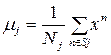 μ_j = 1/N_j ∑_{n∈S_j} x^n